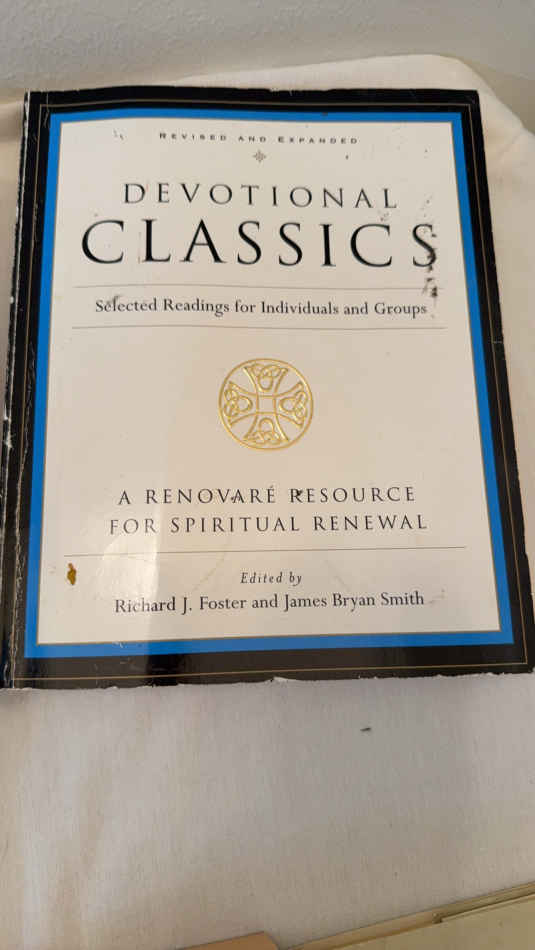 REVISED AND EXPANDED
DEVOTIONAL
CLASSICS
Selected Readings for Individuals and Groups
A RENOVARÉ RESOURCE
FOR SPIRITUAL RENEWAL
Edited by
Richard J. Foster and James Bryan Smith